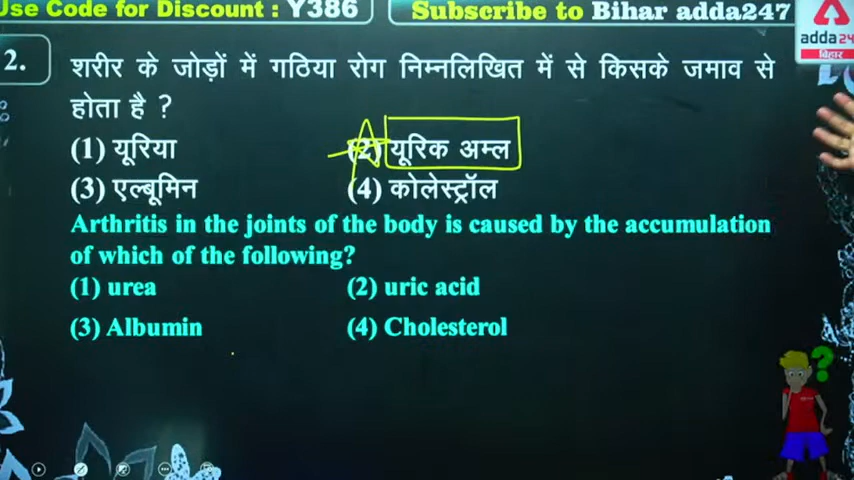 Use Code for Discount : Y386
Subscribe to Bihar adda247
adda24
बिहार
2. शरीर के जोड़ों में गठिया रोग निम्नलिखित में से किसके जमाव से
होता है ?
(1) यूरिया (2) यूरिक अम्ल
(3) एल्बूमिन (4) कोलेस्ट्रॉल
Arthritis in the joints of the body is caused by the accumulation
of which of the following?
(1) urea (2) uric acid
(3) Albumin (4) Cholesterol